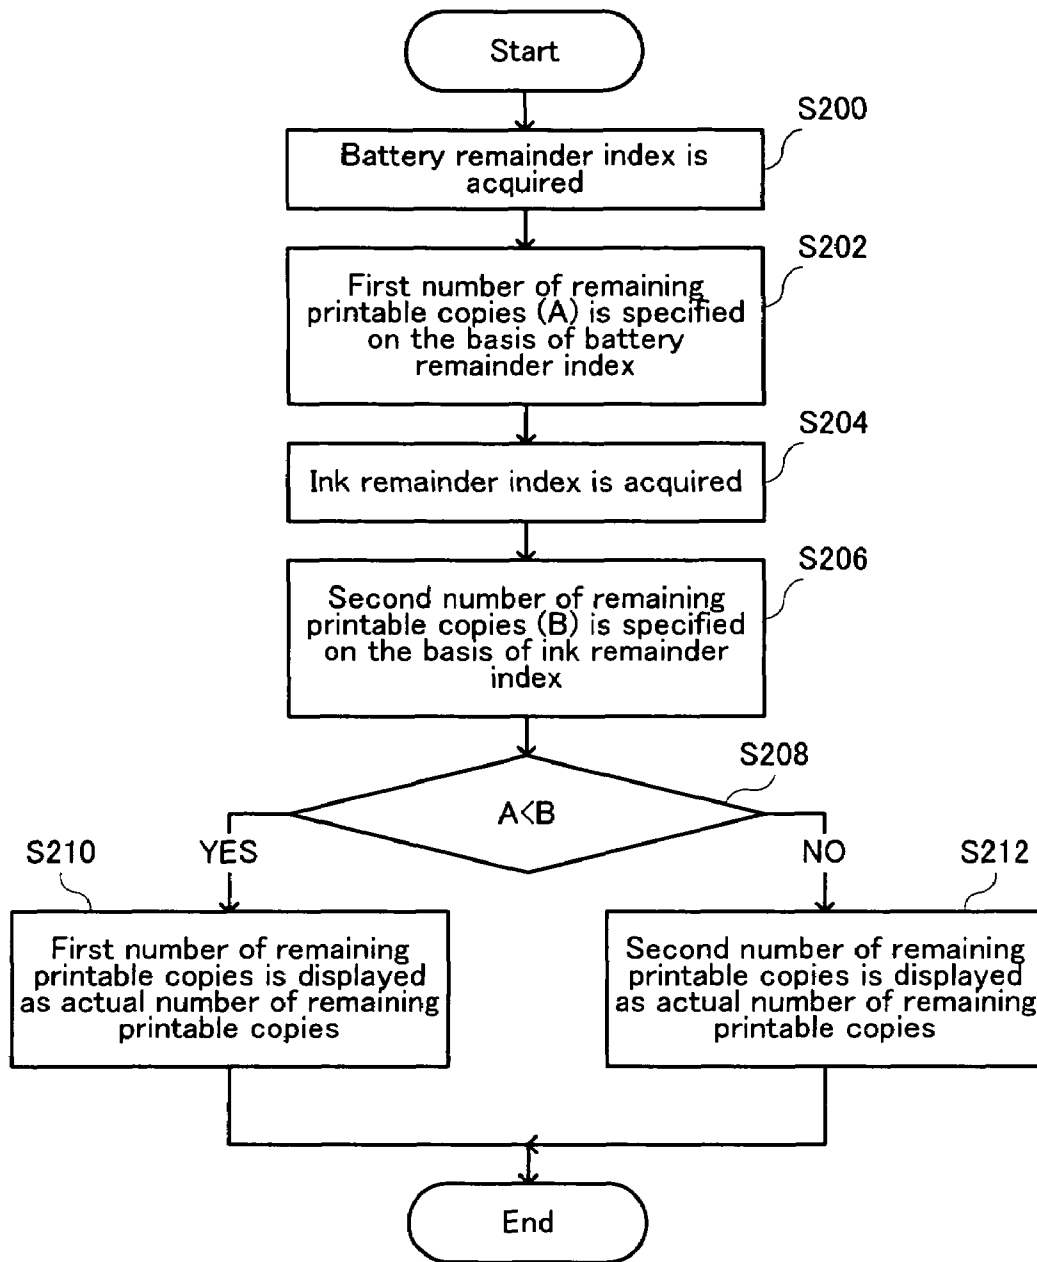 Start
S200
Battery remainder index is
acquired
S202
First number of remaining
printable copies (A) is specified
on the basis of battery
remainder index
S204
Ink remainder index is acquired
S206
Second number of remaining
printable copies (B) is specified
on the basis of ink remainder
index
S208
A<B
S210
YES
NO
S212
First number of remaining
printable copies is displayed
as actual number of remaining
printable copies
Second number of remaining
printable copies is displayed
as actual number of remaining
printable copies
End